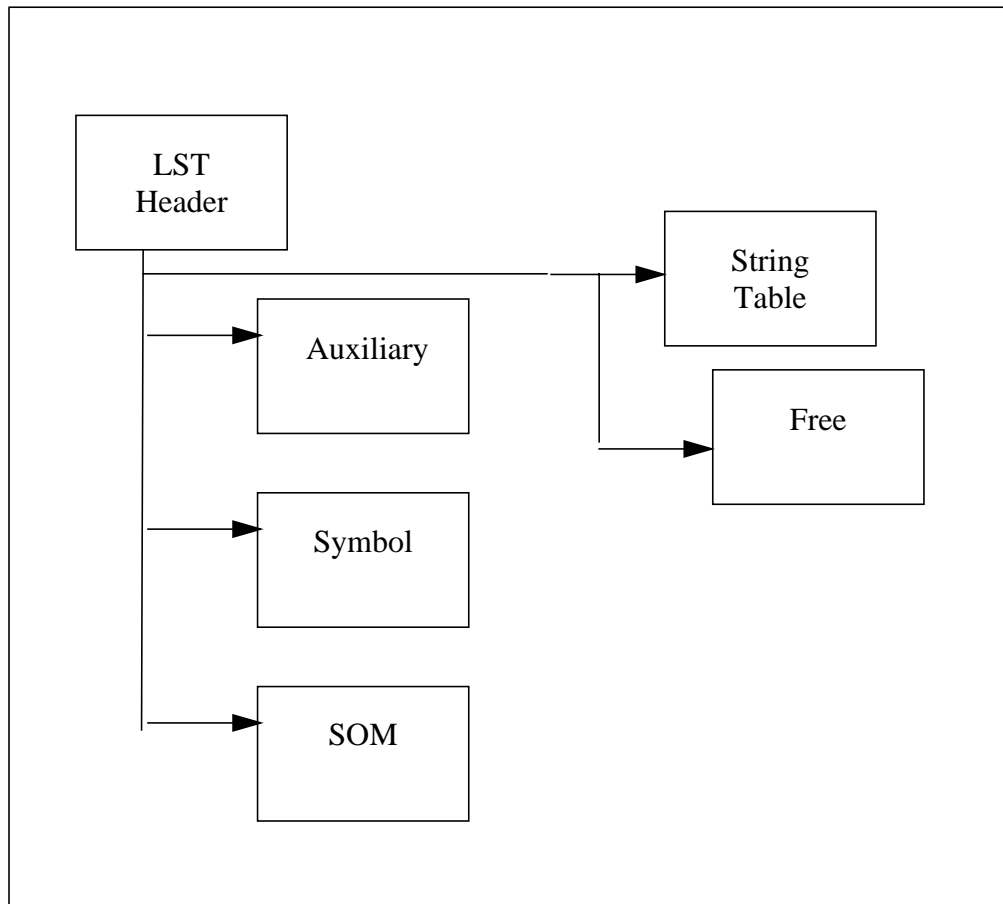 LST
Header
String
Table
Auxiliary
Free
Symbol
SOM